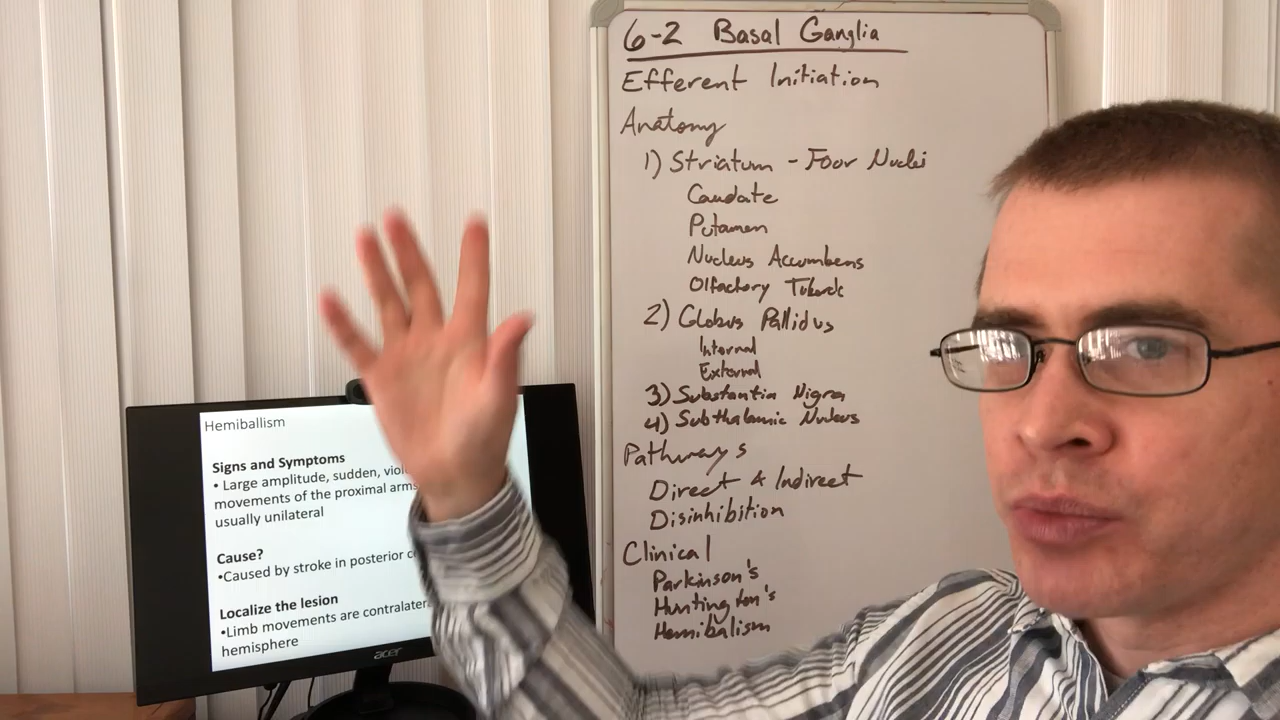 Hemiballism
Signs and Symptoms
• Large amplitude, sudden,
movements of the proximal arms
usually unilateral
Cause?
•Caused by stroke in posterior
Localize the lesion
•Limb movements are
hemisphere
acer
6-2 Basal Ganglia
Efferent Initiation
Anatomy
1) Striatum - Four Nuclei
Caudate
Putamen
Nucleus Accumbens
Olfactory
2) Globus Pallidus
Internal
External
3) Substantia Nigra
4) Subthalamic Nucleus
Pathways
Direct & Indirect
Disinhibition
Clinical
Parkinson's
Huntington's
Hemibalism